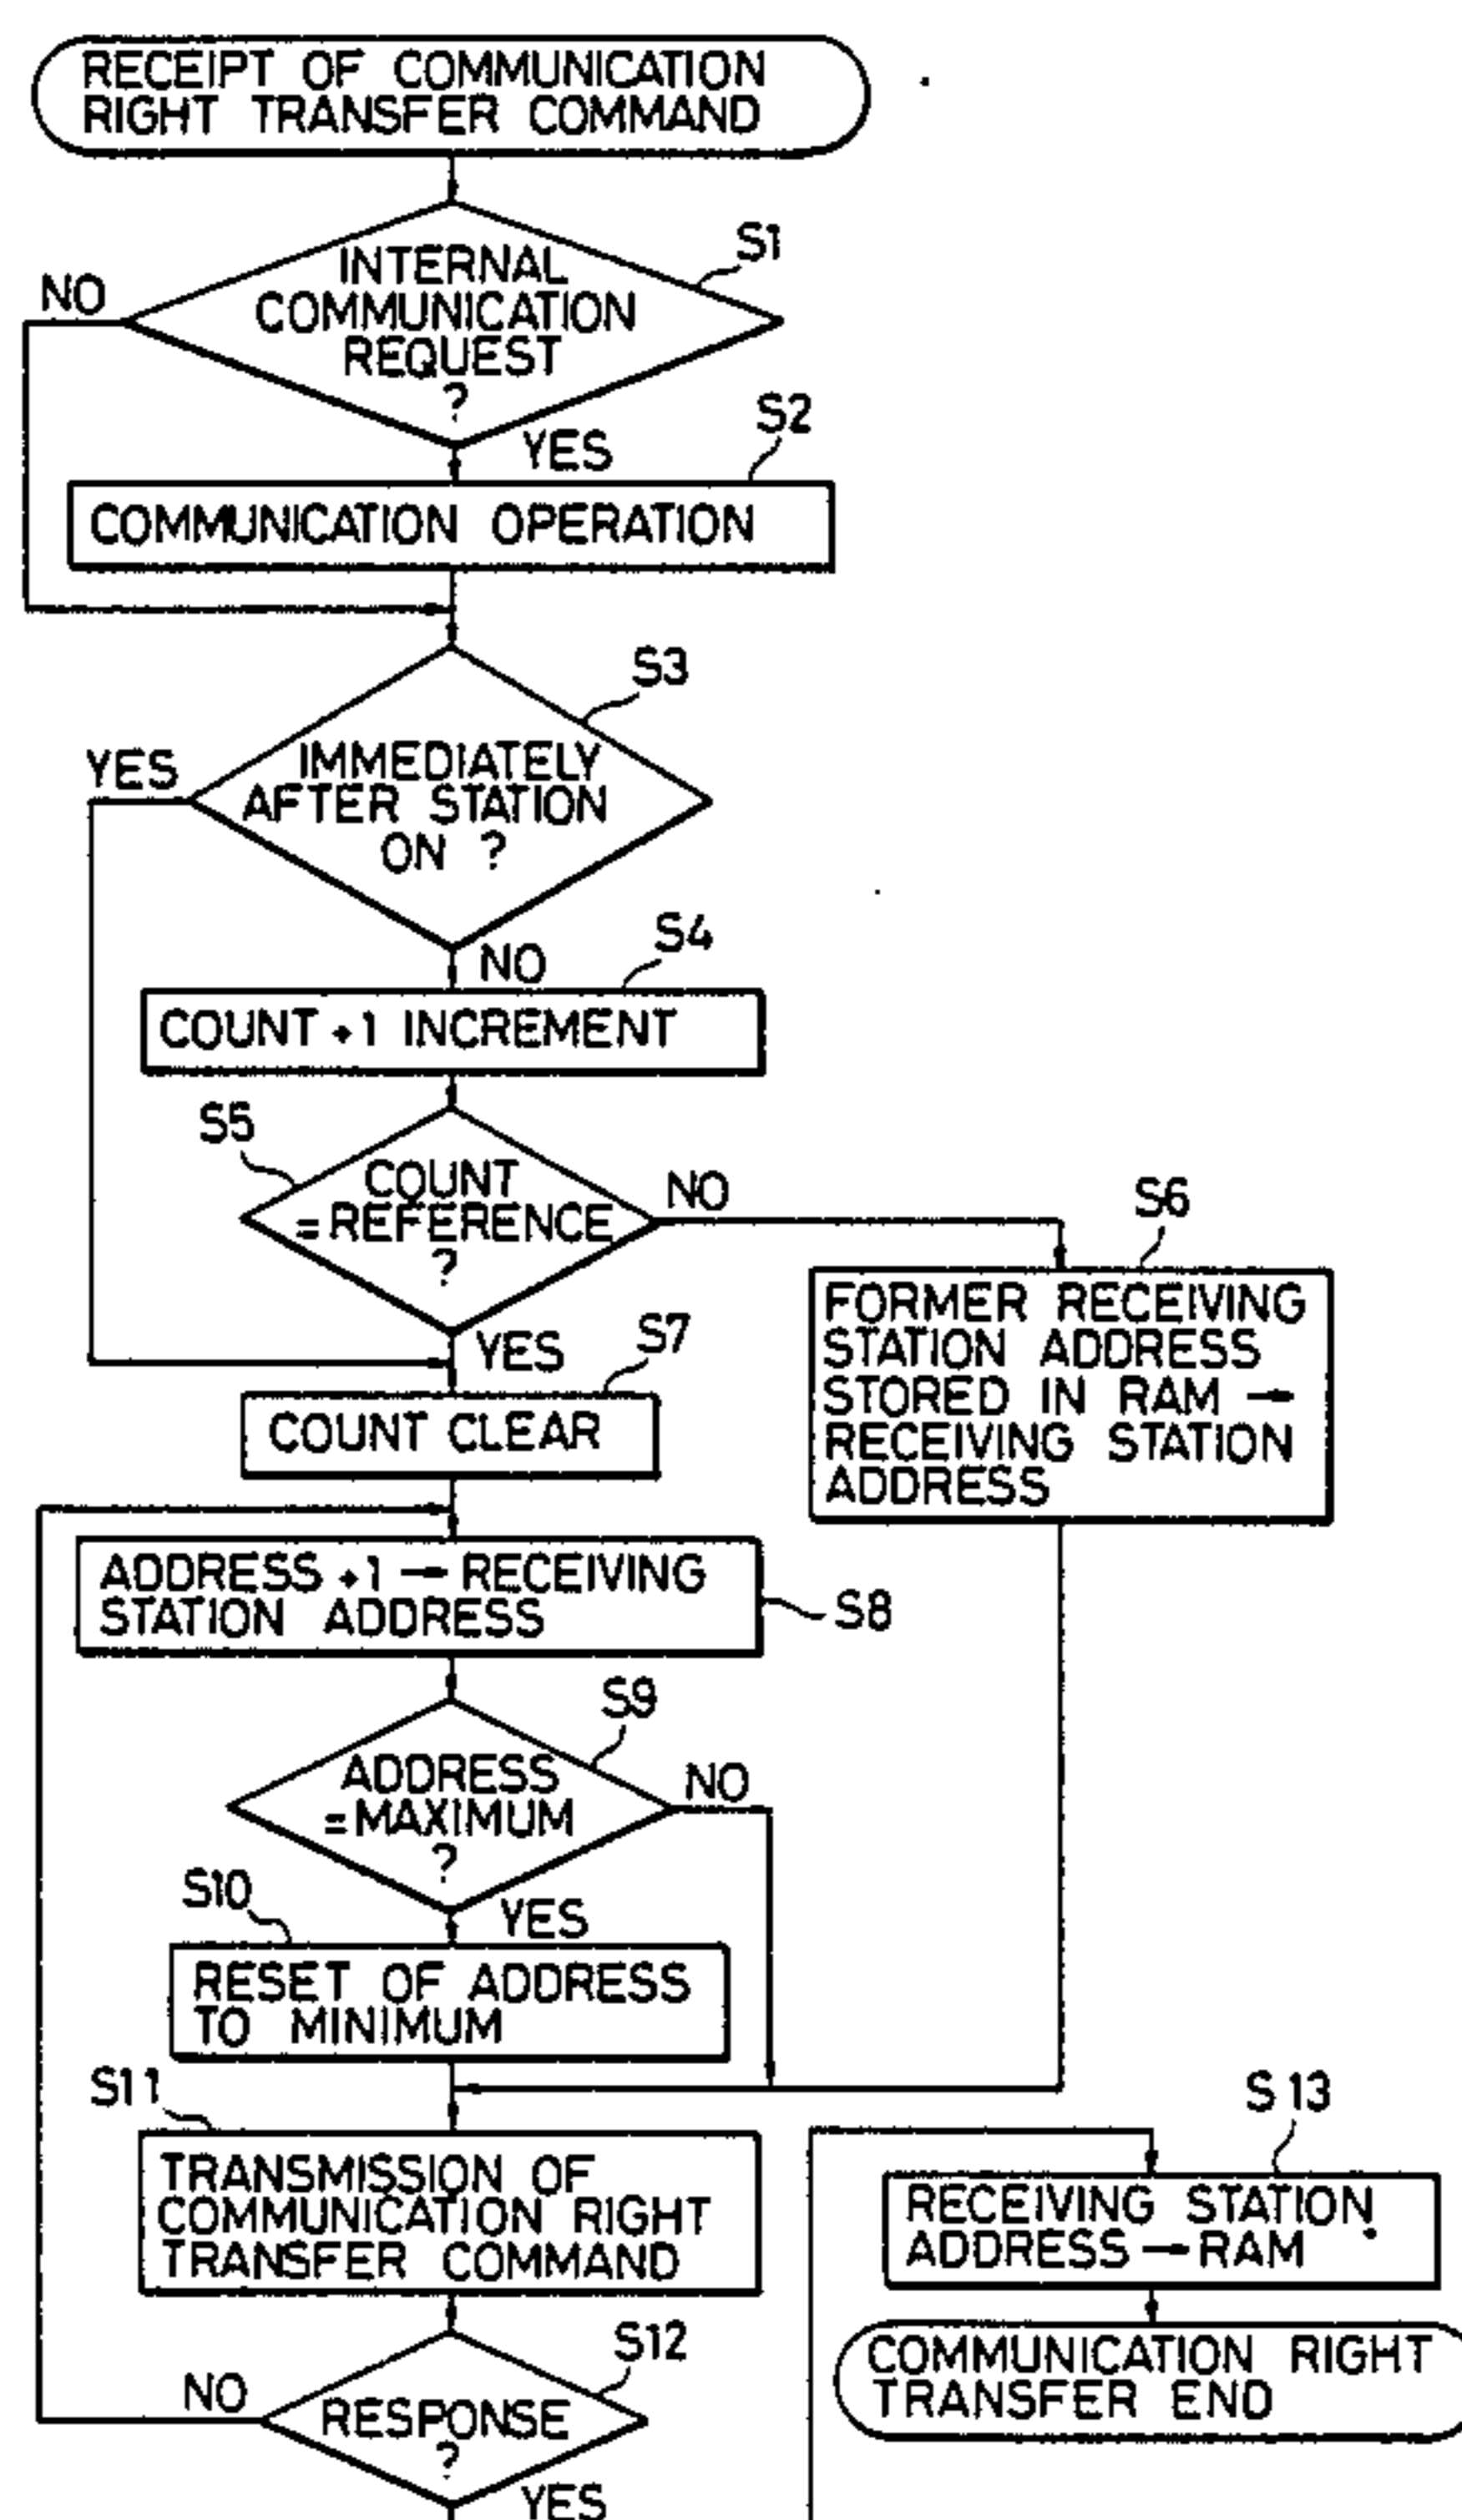 RECEIPT OF COMMUNICATION
RIGHT TRANSFER COMMAND
S1
NO
INTERNAL
COMMUNICATION
REQUEST
?
S2
YES
COMMUNICATION OPERATION
S3
YES
IMMEDIATELY
AFTER STATION
ON ?
S4
NO
COUNT +1 INCREMENT
S5
COUNT
=REFERENCE
?
NO
S6
FORMER RECEIVING
STATION ADDRESS
STORED IN RAM →
RECEIVING STATION
ADDRESS
YES
S7
COUNT CLEAR
ADDRESS +1 → RECEIVING
STATION ADDRESS
S8
S9
ADDRESS
=MAXIMUM
?
NO
S10
YES
RESET OF ADDRESS
TO MINIMUM
S11
TRANSMISSION OF
COMMUNICATION RIGHT
TRANSFER COMMAND
S13
RECEIVING STATION
ADDRESS → RAM
S12
NO
RESPONSE
?
YES
COMMUNICATION RIGHT
TRANSFER END